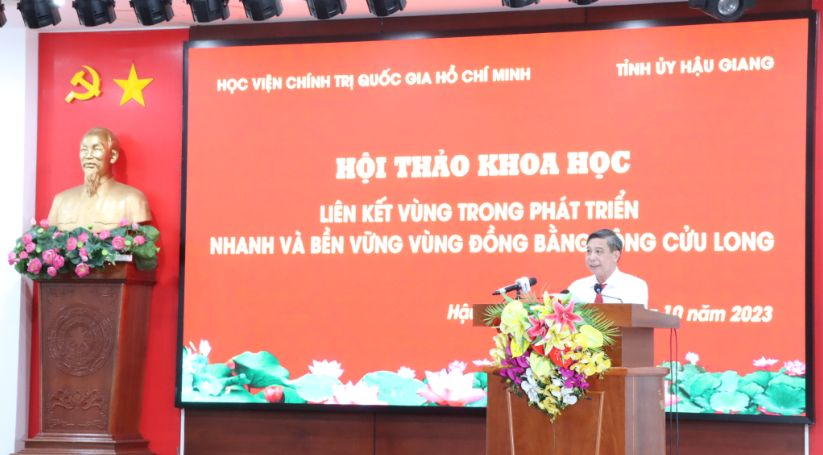 HỌC VIỆN CHÍNH TRỊ QUỐC GIA HỒ CHÍ MINH TỈNH ỦY HẬU GIANG
HỘI THẢO KHOA HỌC
LIÊN KẾT VÙNG TRONG PHÁT TRIỂN
NHANH VÀ BỀN VỮNG VÙNG ĐỒNG BẰNG CỬU LONG
10 năm 2023